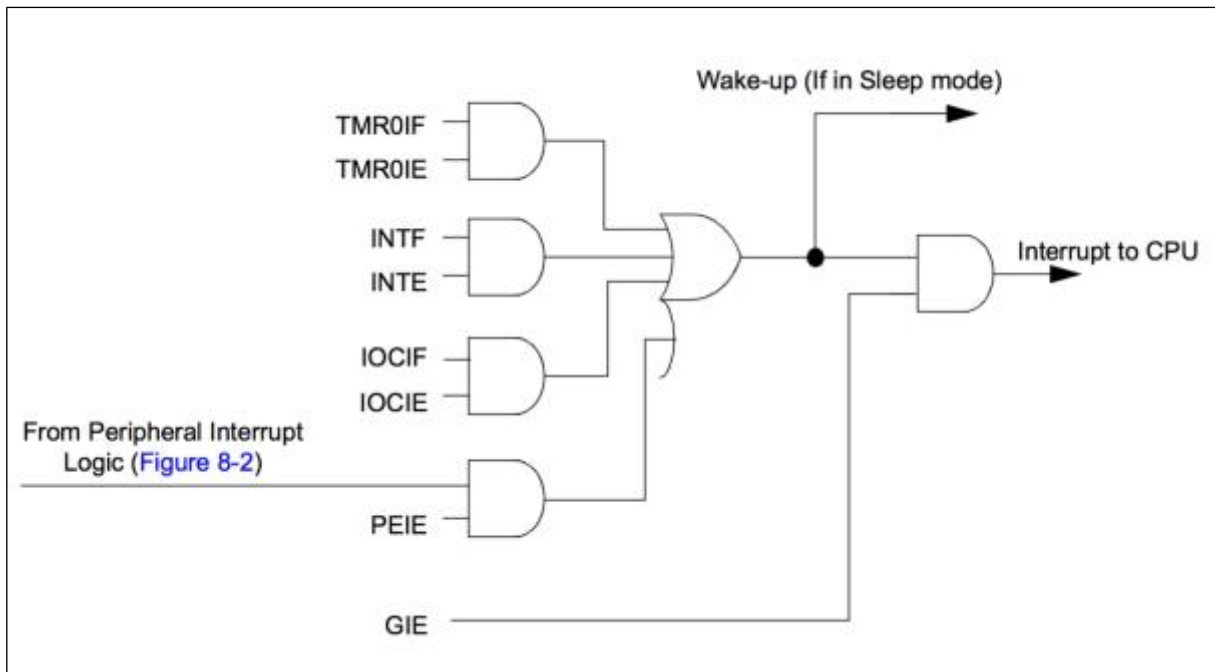 Wake-up (If in Sleep mode)
TMR0IF
TMR0IE
INTF
INTE
Interrupt to CPU
IOCIF
IOCIE
From Peripheral Interrupt
Logic (Figure 8-2)
PEIE
GIE